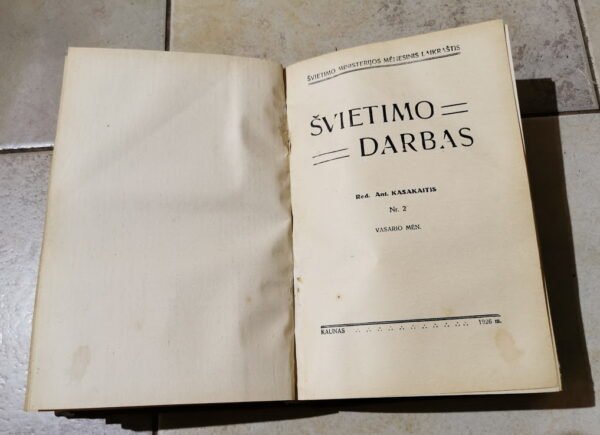 ŠVIETIMO MINISTERIJOS MĖNESINIS LAIKRAŠTIS
ŠVIETIMO
DARBAS
Red. Ant. KASAKAITIS
Nr. 2
VASARIO MĖN.
KAUNAS 1926 m.